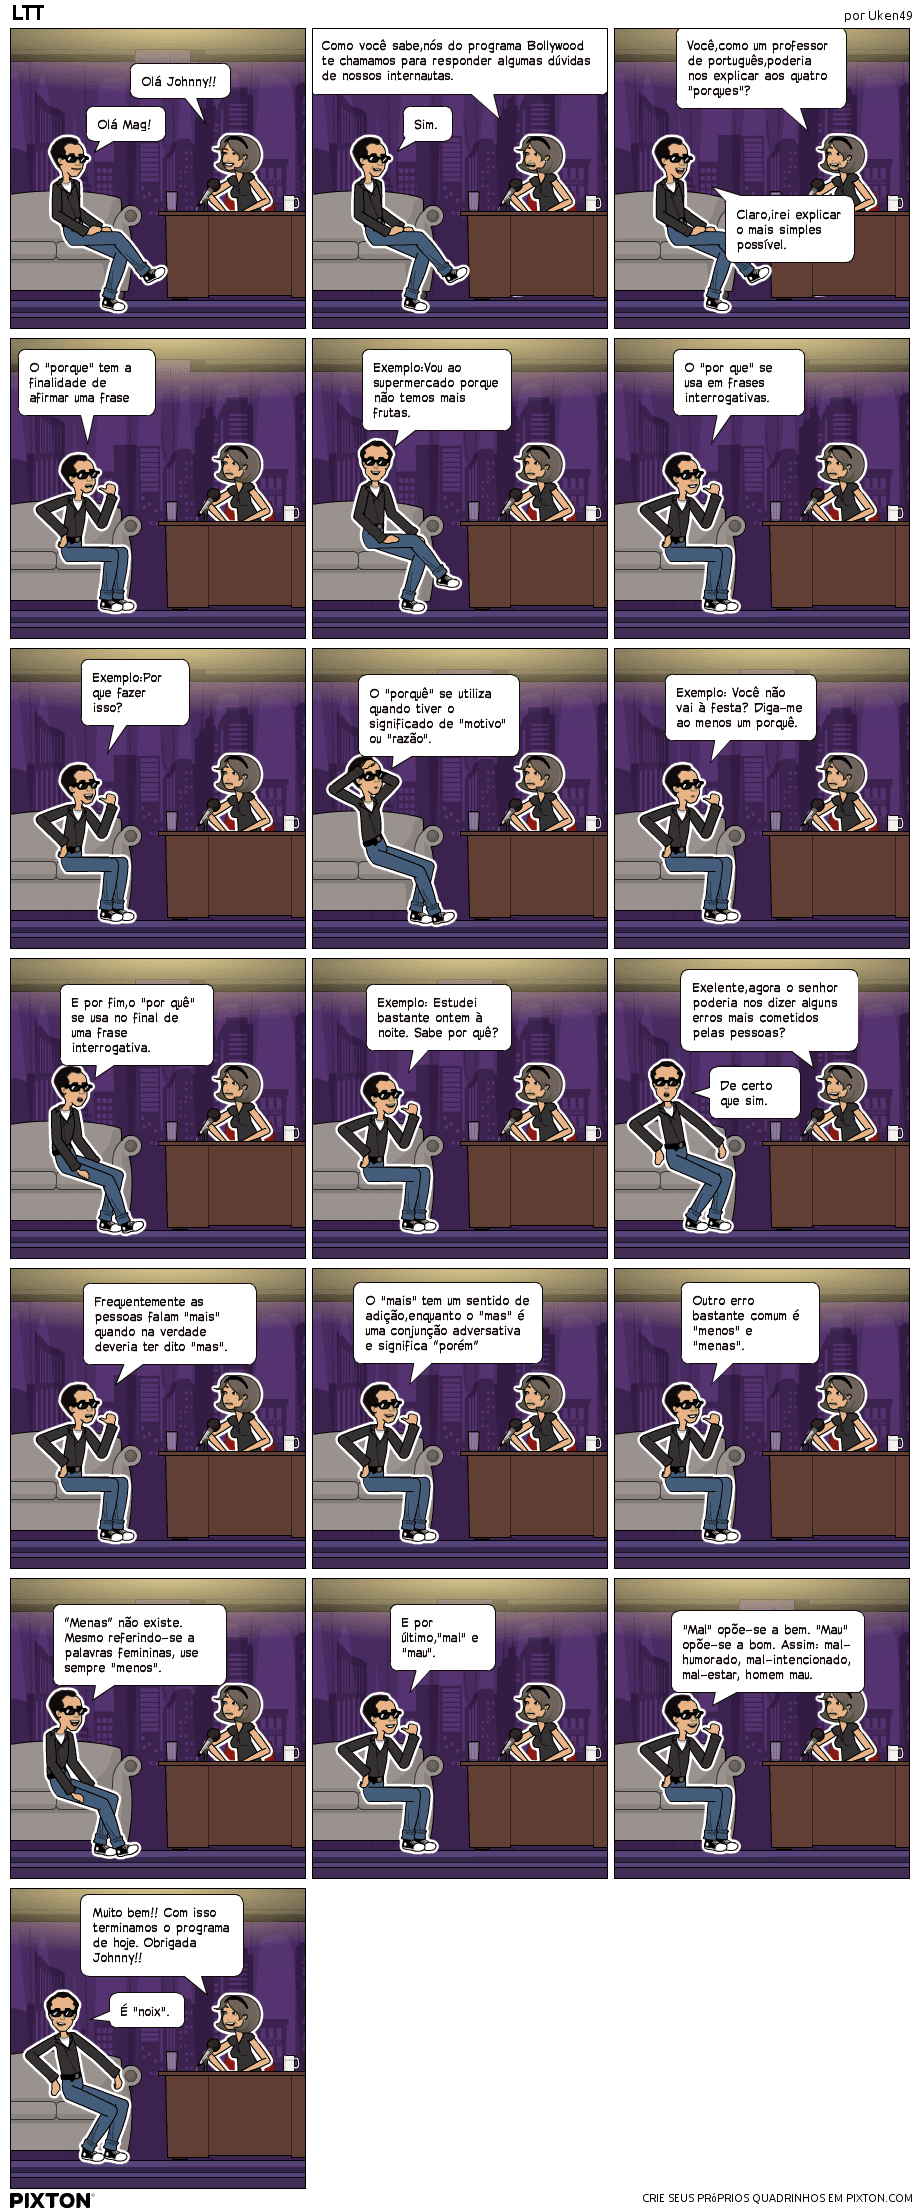 LTT
por Uken49
Olá Johnny!!
Olá Mag!
Como você sabe,nós do programa Bollywood
te chamamos para responder algumas dúvidas
de nossos internautas.
Sim.
Você,como um professor
de português,poderia
nos explicar aos quatro
"porques"?
Claro,irei explicar
o mais simples
possível.
O "porque" tem a
finalidade de
afirmar uma frase
Exemplo:Vou ao
supermercado porque
não temos mais
frutas.
O "por que" se
usa em frases
interrogativas.
Exemplo:Por
que fazer
isso?
O "porquê" se utiliza
quando tiver o
significado de "motivo"
ou "razão".
Exemplo: Você não
vai à festa? Diga-me
ao menos um porquê.
E por fim,o "por quê"
se usa no final de
uma frase
interrogativa.
Exemplo: Estudei
bastante ontem à
noite. Sabe por quê?
Exelente,agora o senhor
poderia nos dizer alguns
erros mais cometidos
pelas pessoas?
De certo
que sim.
Frequentemente as
pessoas falam "mais"
quando na verdade
deveria ter dito "mas".
O "mais" tem um sentido de
adição,enquanto o "mas" é
uma conjunção adversativa
e significa “porém”
Outro erro
bastante comum é
"menos" e
"menas".
“Menas” não existe.
Mesmo referindo-se a
palavras femininas, use
sempre "menos".
E por
último,"mal" e
"mau".
"Mal" opõe-se a bem. "Mau"
opõe-se a bom. Assim: mal-
humorado, mal-intencionado,
mal-estar, homem mau.
Muito bem!! Com isso
terminamos o programa
de hoje. Obrigada
Johnny!!
É "noix".
PIXTON
CRIE SEUS PRÓPRIOS QUADRINHOS EM PIXTON.COM